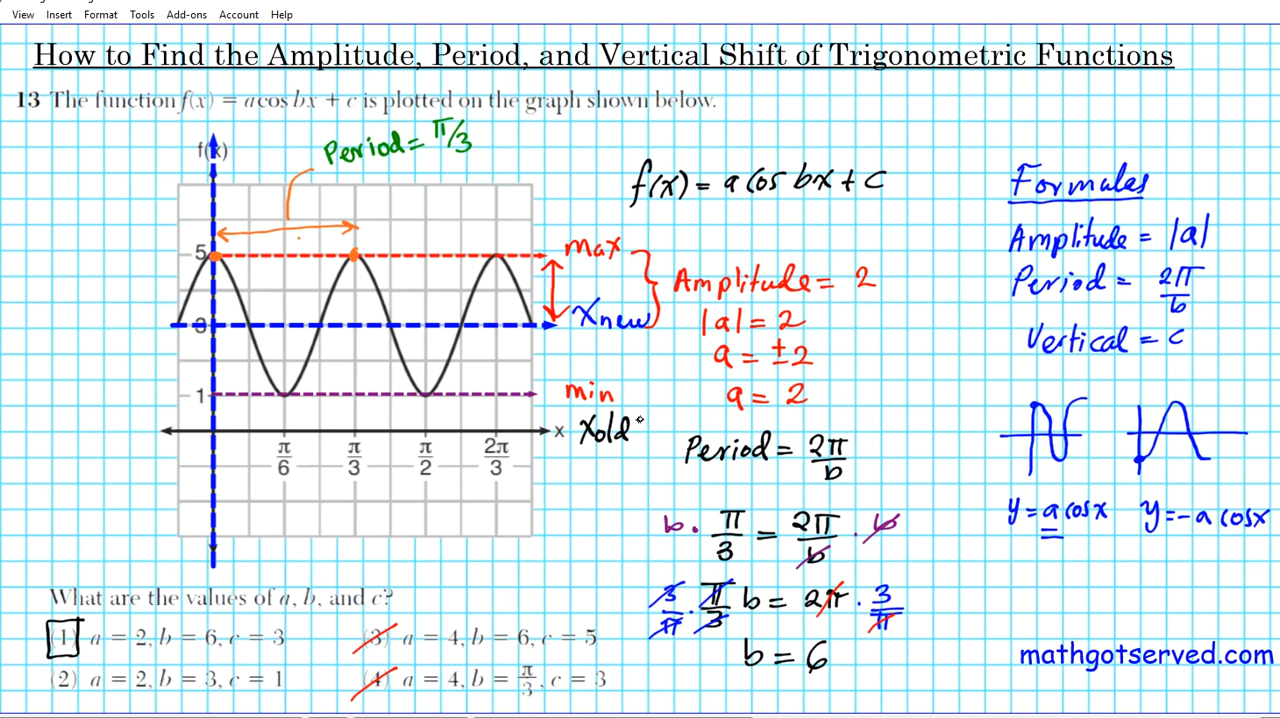 View Insert Format Tools Add-ons Account Help
How to Find the Amplitude, Period, and Vertical Shift of Trigonometric Functions
13 The function f(x) = a cos bx + c is plotted on the graph shown below.
f(x)
Period = π/3
5
3
1
x
π/6 π/3 π/2 2π/3
max
Xnew
min
Xold
f(x) = a cos bx + c
Amplitude = 2
|a| = 2
a = ±2
a = 2
Period = 2π/b
b · π/3 = 2π/b · b
3/π · π/3 b = 2π · 3/π
b = 6
Formulas
Amplitude = |a|
Period = 2π/b
Vertical = c
y = a cosx y = -a cosx
What are the values of a, b, and c?
(1) a = 2, b = 6, c = 3 (3) a = 4, b = 6, c = 5
(2) a = 2, b = 3, c = 1 (4) a = 4, b = π/3, c = 3
mathgotserved.com